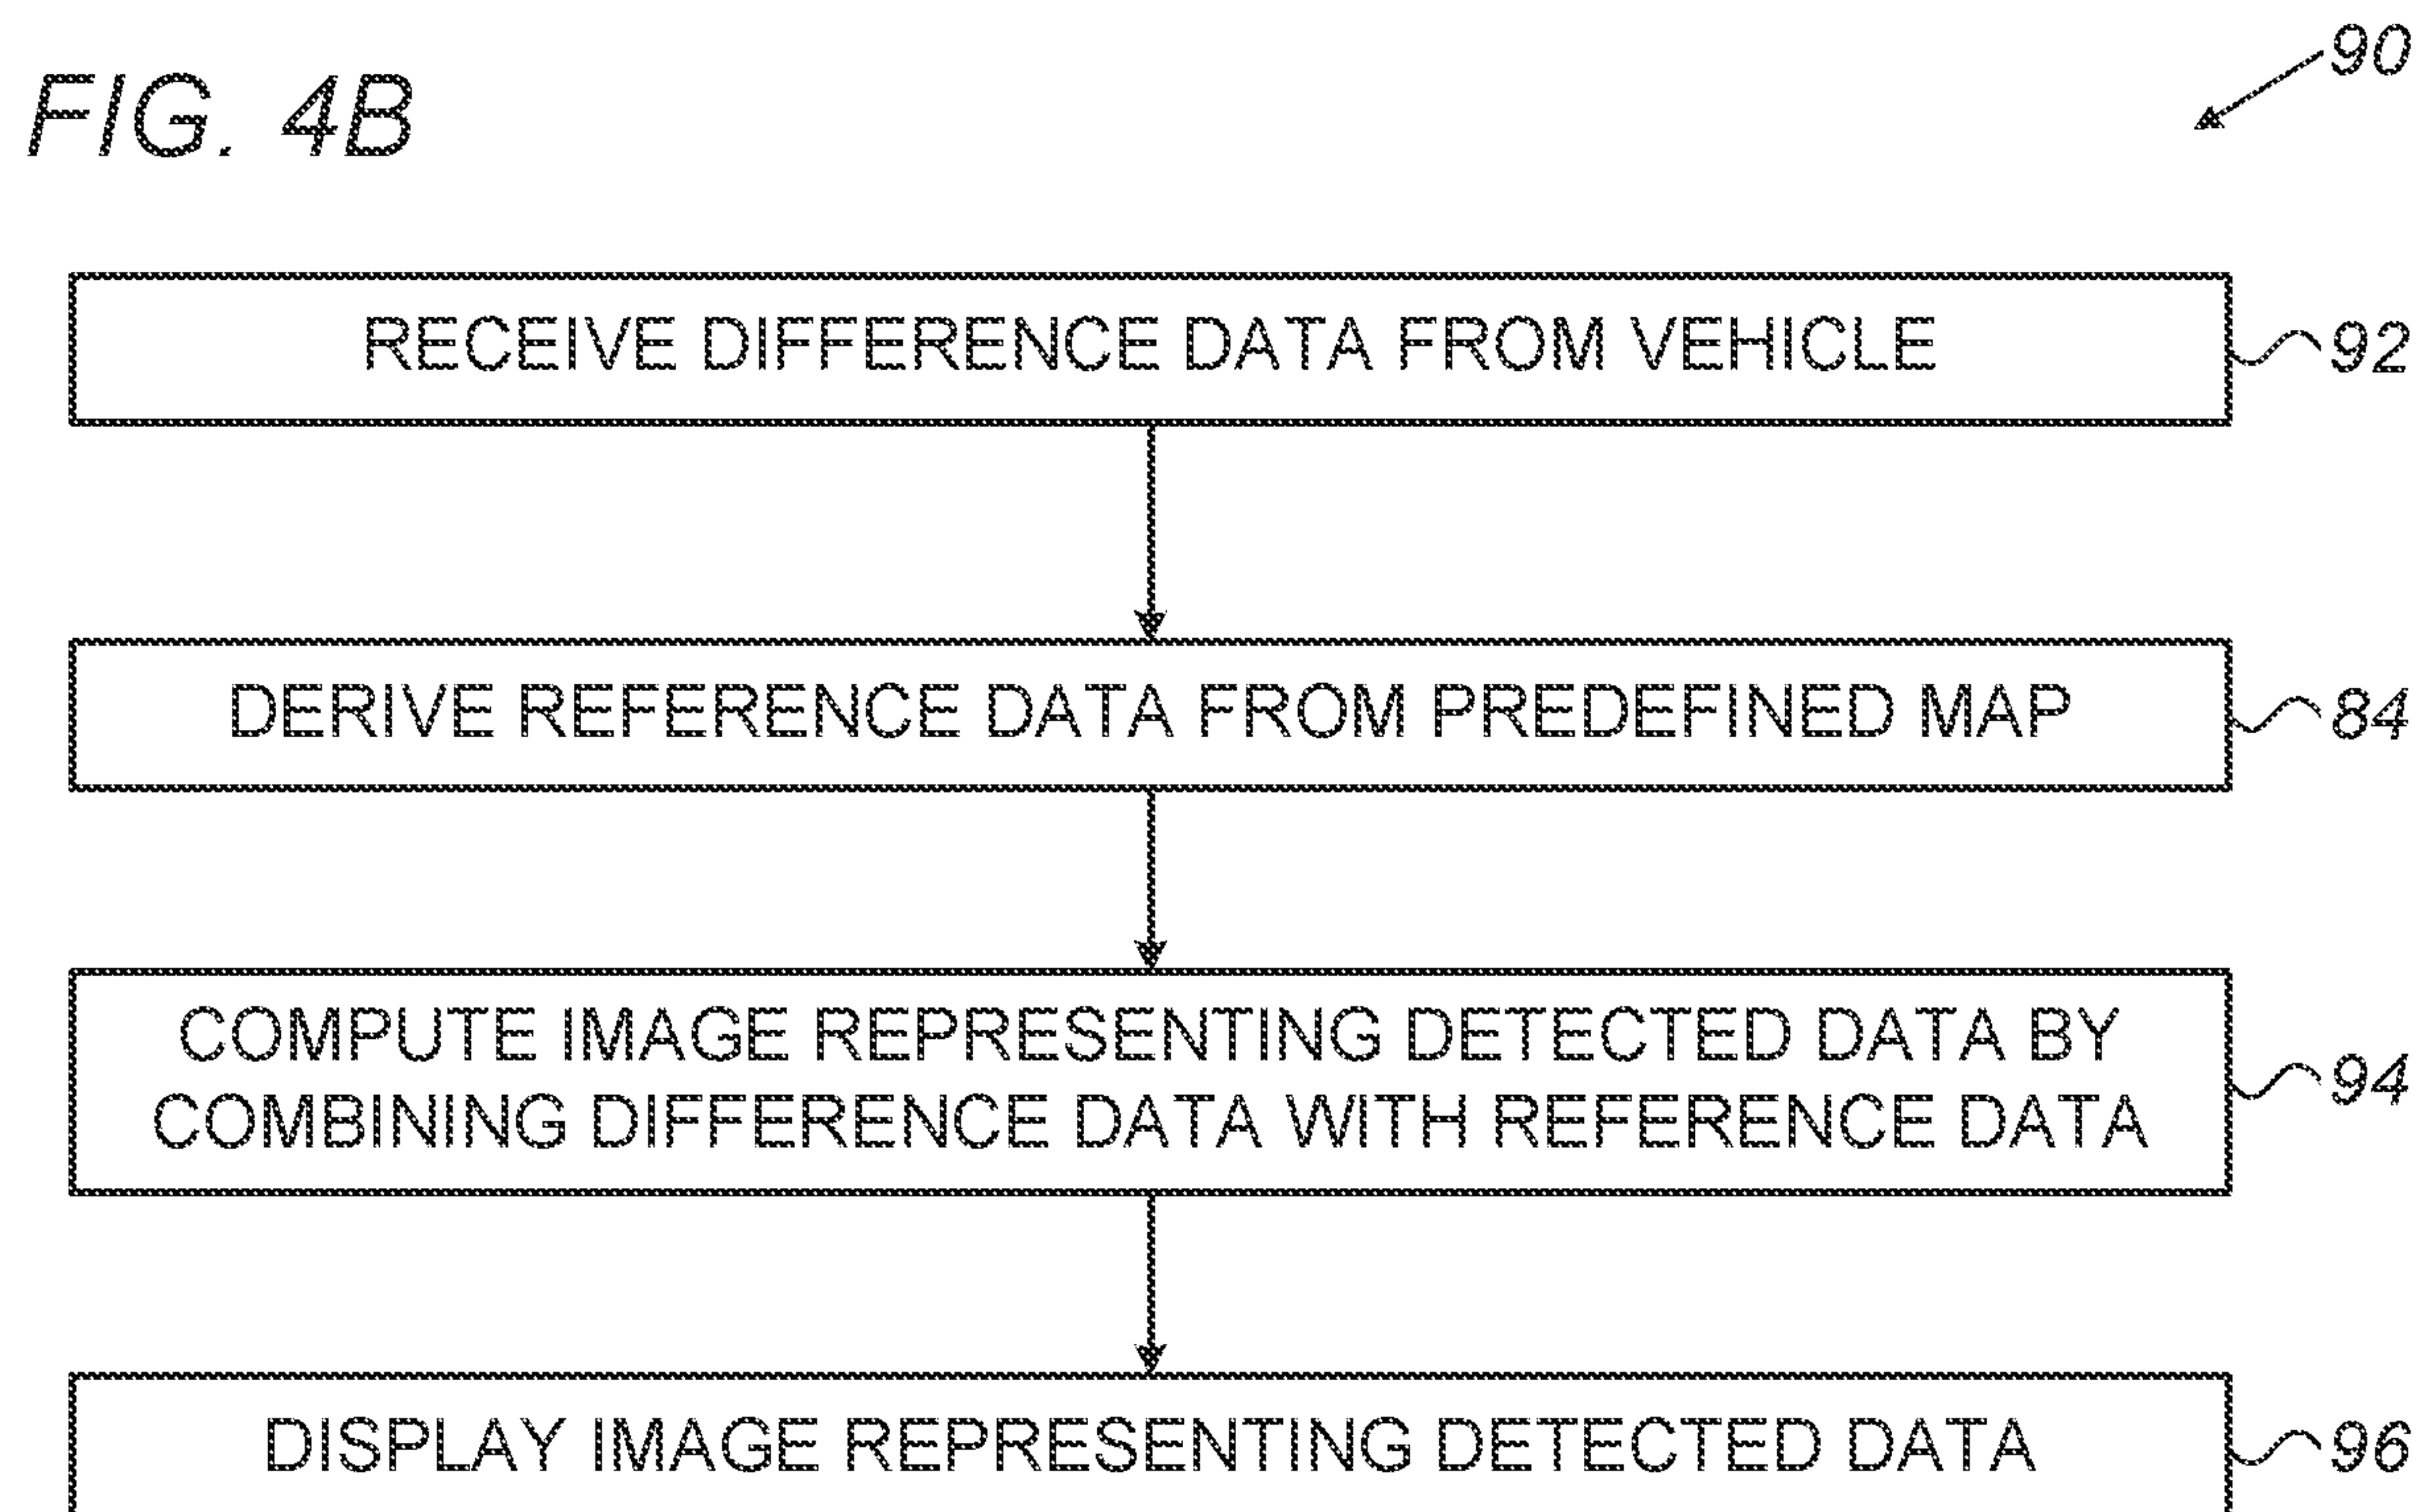 FIG. 4B
90
RECEIVE DIFFERENCE DATA FROM VEHICLE
92
DERIVE REFERENCE DATA FROM PREDEFINED MAP
84
COMPUTE IMAGE REPRESENTING DETECTED DATA BY
COMBINING DIFFERENCE DATA WITH REFERENCE DATA
94
DISPLAY IMAGE REPRESENTING DETECTED DATA
96